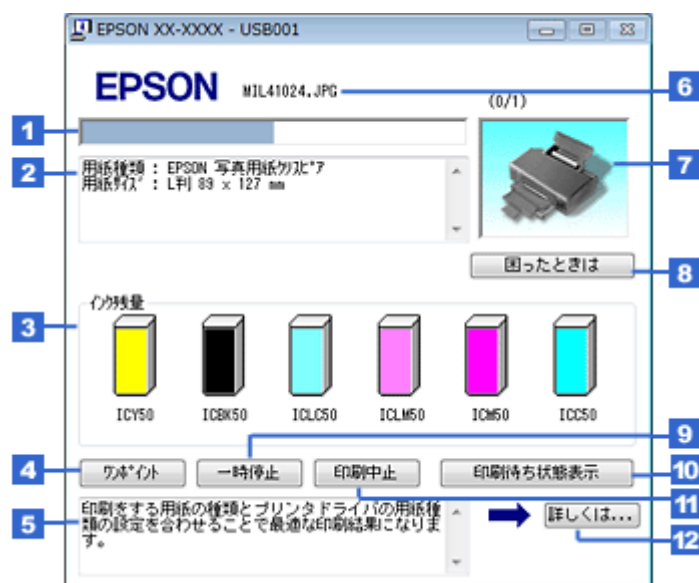 EPSON XX-XXXX - USB001
EPSON MIL41024.JPG
6
(0/1)
1
2
用紙種類 : EPSON 写真用紙ｸﾘｽﾋﾟｱ
用紙ｻｲｽﾞ : L判 89 x 127 mm
7
困ったときは
8
ｲﾝｸ残量
3
ICY50 ICBK50 ICLC50 ICLM50 ICM50 ICC50
9
4
ﾜﾝﾎﾟｲﾝﾄ 一時停止 印刷中止 印刷待ち状態表示
10
11
5
印刷をする用紙の種類とプリンタドライバの用紙種
類の設定を合わせることで最適な印刷結果になりま
す。
詳しくは...
12